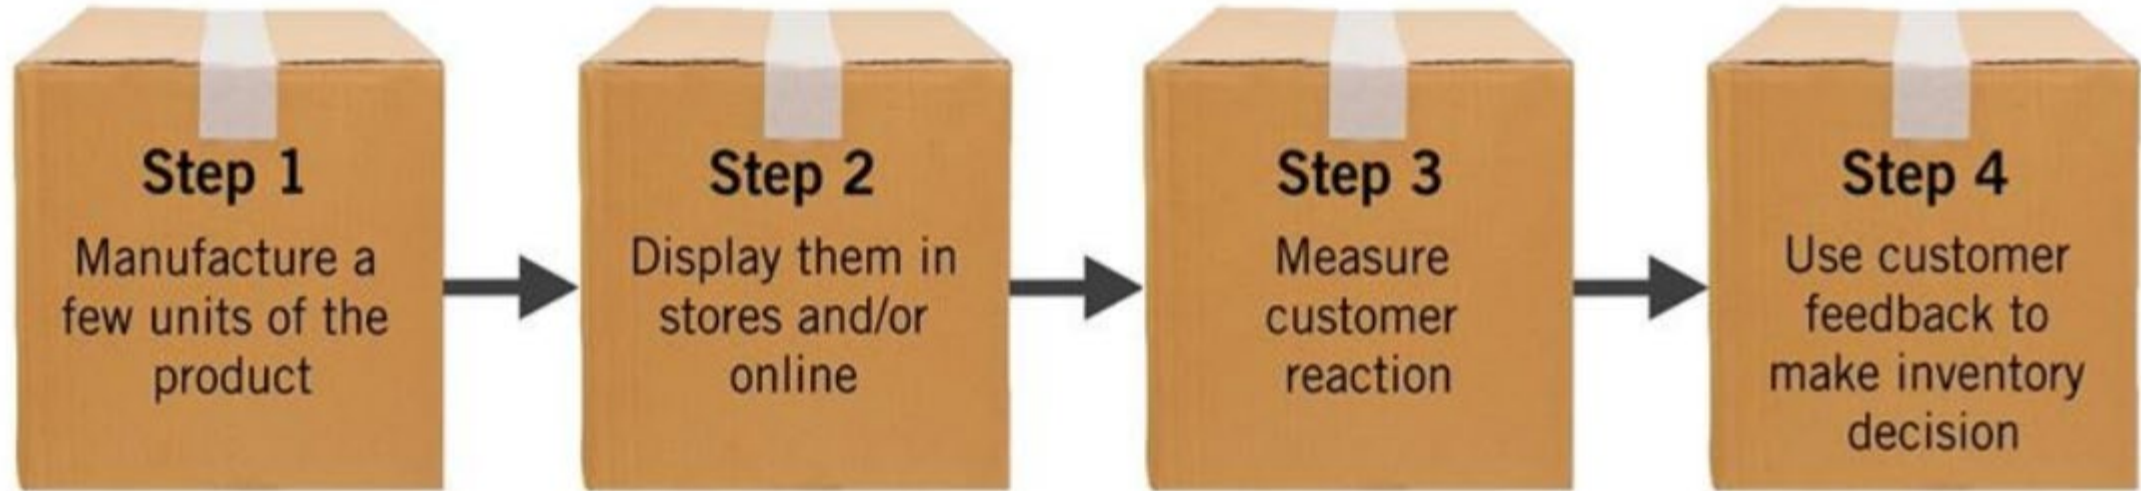 Step 1
Manufacture a
few units of the
product
Step 2
Display them in
stores and/or
online
Step 3
Measure
customer
reaction
Step 4
Use customer
feedback to
make inventory
decision